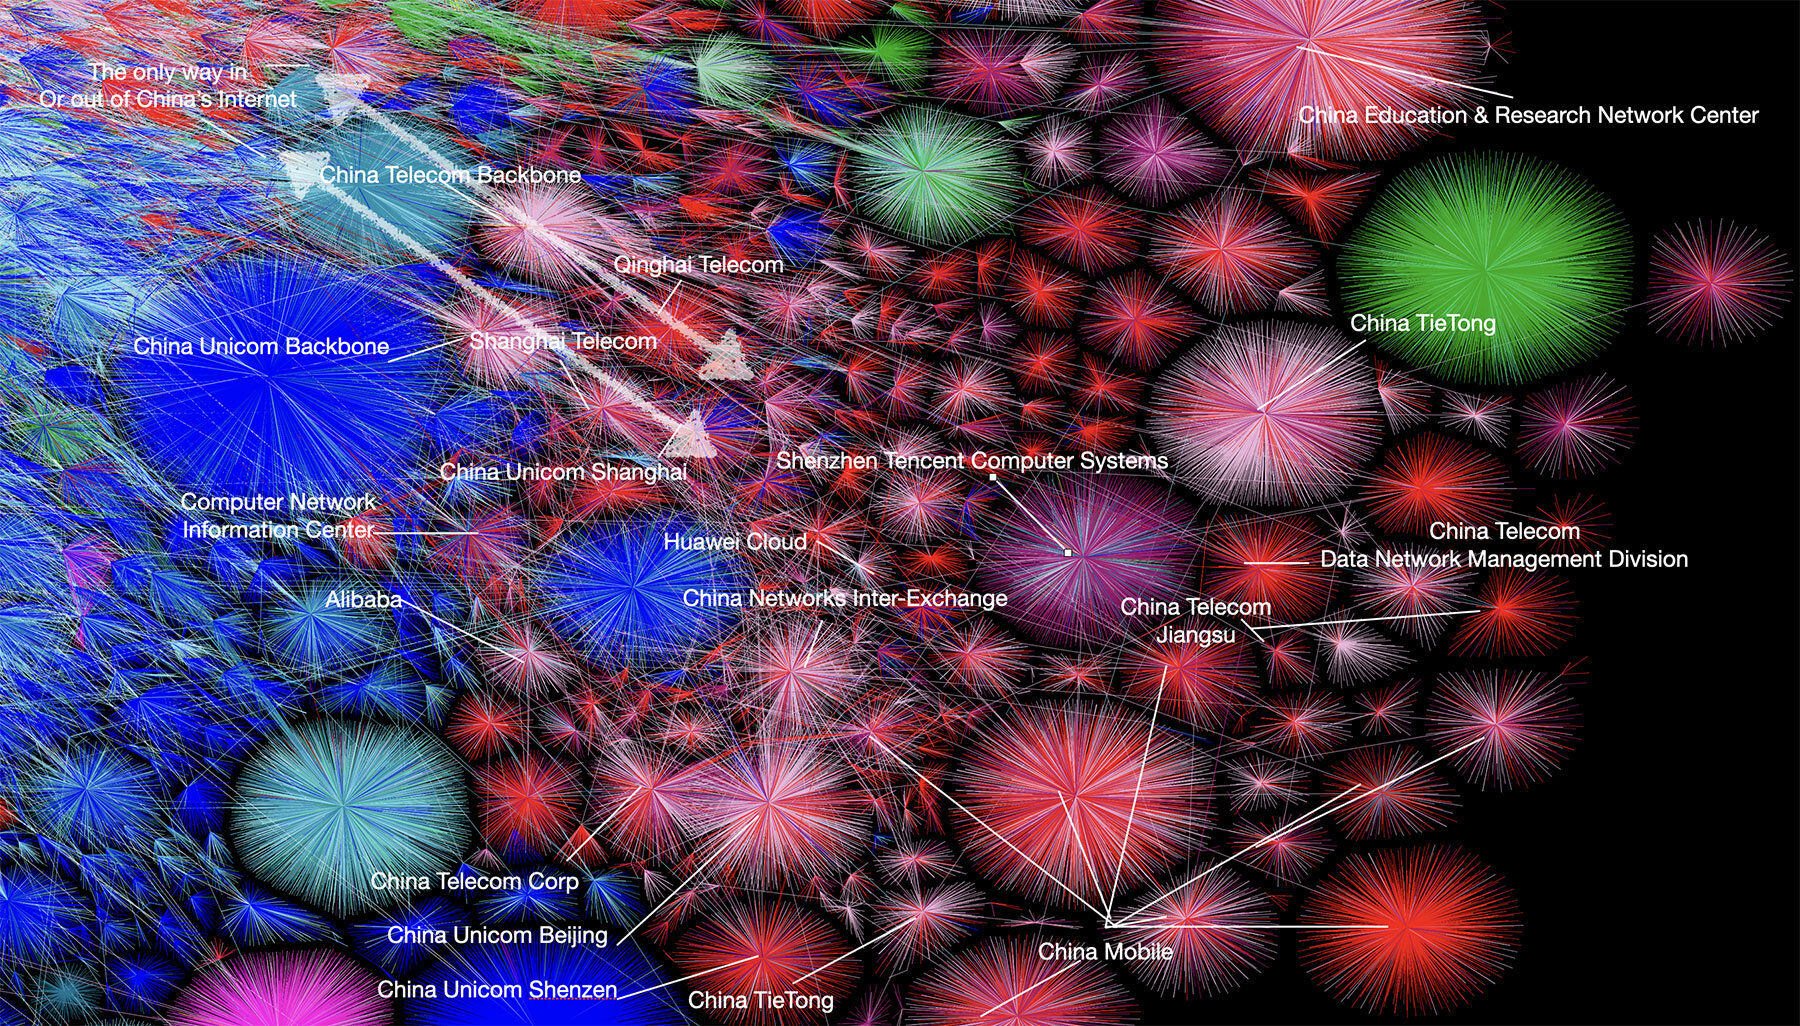 The only way in
Or out of China's Internet
China Education & Research Network Center
China Telecom Backbone
Qinghai Telecom
China TieTong
China Unicom Backbone
Shanghai Telecom
China Unicom Shanghai
Shenzhen Tencent Computer Systems
Computer Network
Information Center
Huawei Cloud
China Telecom
Data Network Management Division
Alibaba
China Networks Inter-Exchange
China Telecom
Jiangsu
China Telecom Corp
China Unicom Beijing
China Mobile
China Unicom Shenzen
China TieTong